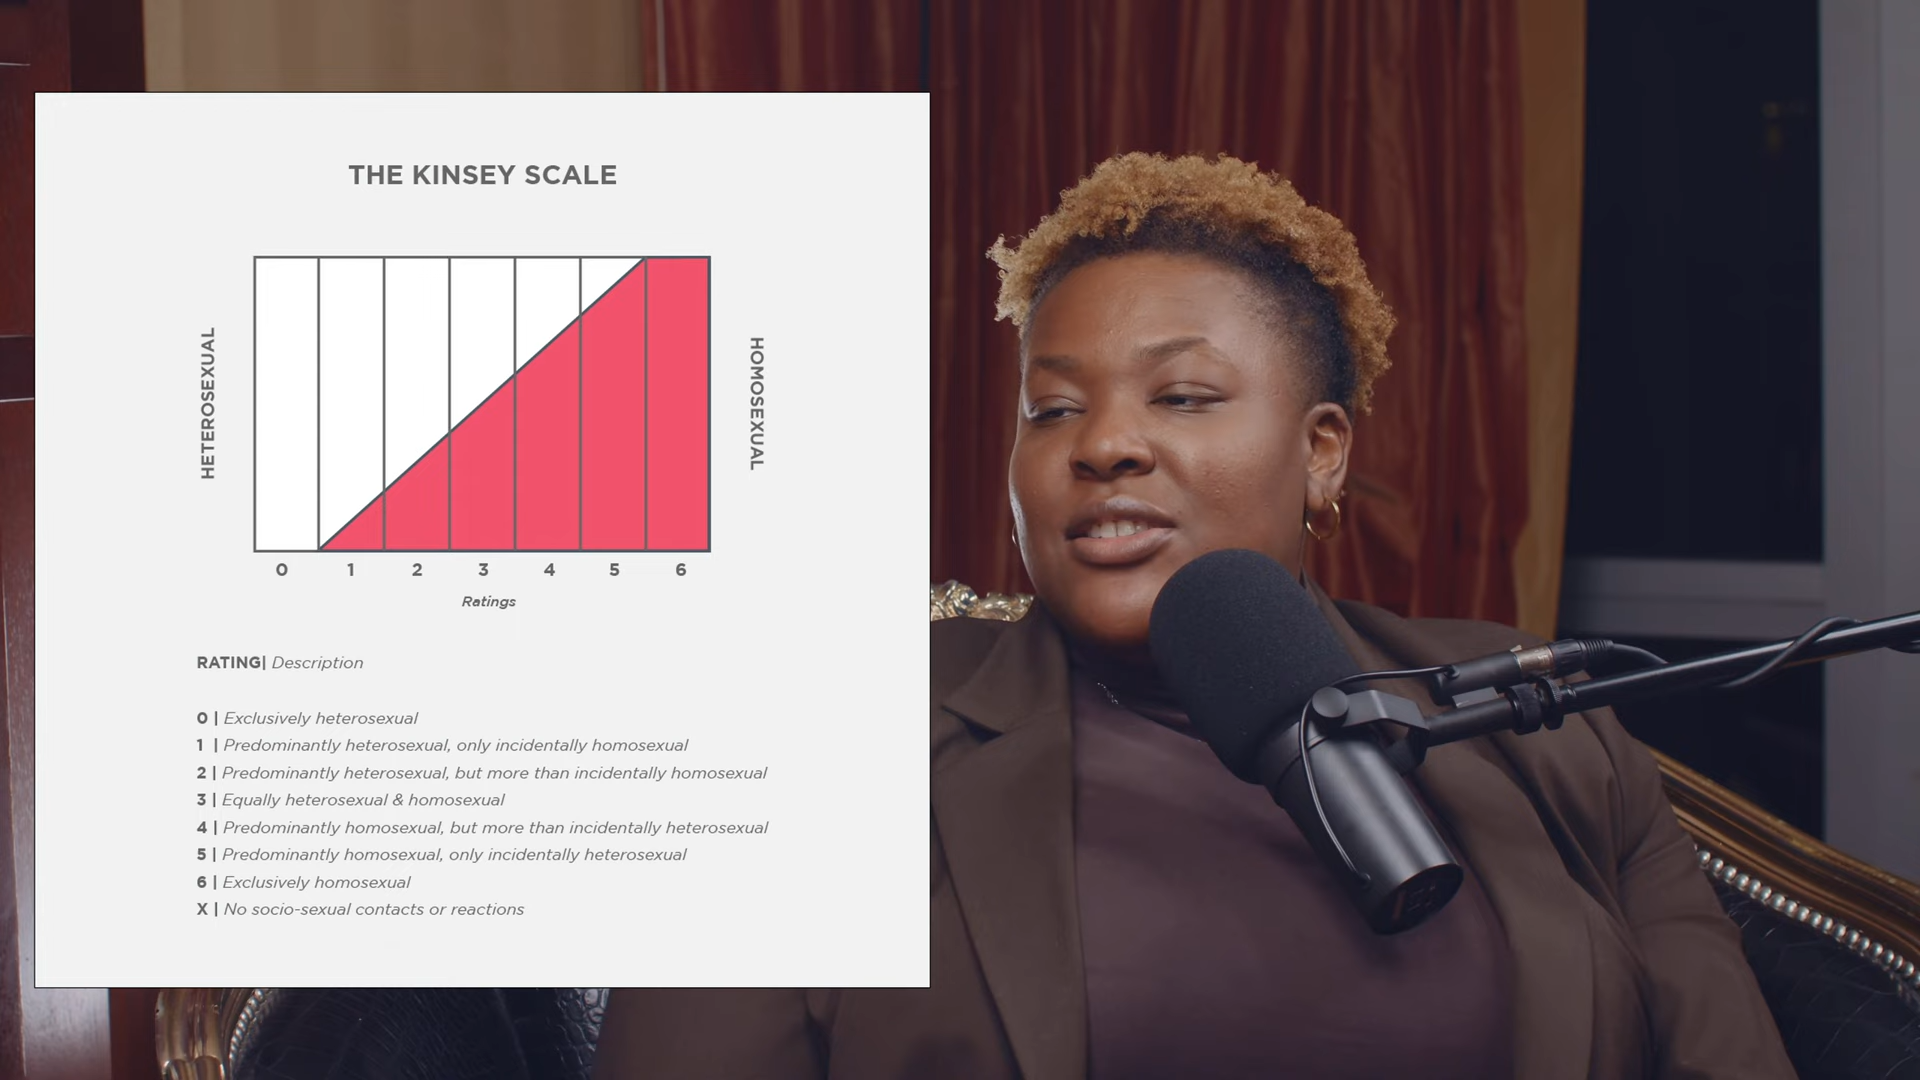 THE KINSEY SCALE
HETEROSEXUAL
HOMOSEXUAL
0 1 2 3 4 5 6
Ratings
RATING| Description
0 | Exclusively heterosexual
1 | Predominantly heterosexual, only incidentally homosexual
2 | Predominantly heterosexual, but more than incidentally homosexual
3 | Equally heterosexual & homosexual
4 | Predominantly homosexual, but more than incidentally heterosexual
5 | Predominantly homosexual, only incidentally heterosexual
6 | Exclusively homosexual
X | No socio-sexual contacts or reactions